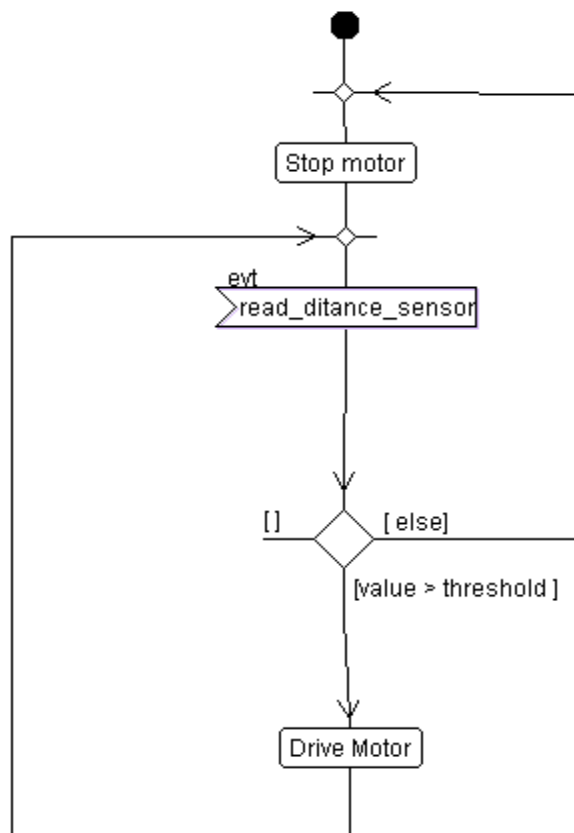 Stop motor
evt
read_ditance_sensor
[ ]
[ else]
[value > threshold ]
Drive Motor